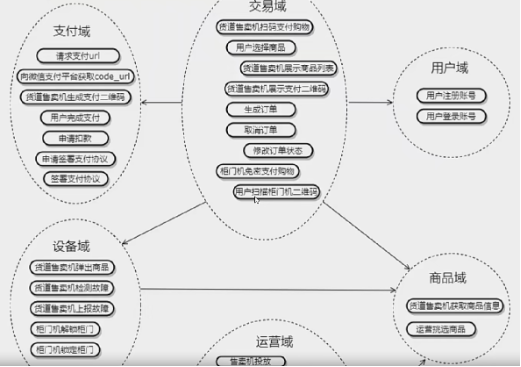 支付域
请求支付url
向微信支付平台获取code_url
货道售卖机生成支付二维码
用户完成支付
申请扣款
申请签署支付协议
签署支付协议
交易域
货道售卖机扫码支付购物
用户选择商品
货道售卖机展示商品列表
货道售卖机展示支付二维码
生成订单
取消订单
修改订单状态
柜门机免密支付购物
用户扫描柜门机二维码
用户域
用户注册账号
用户登录账号
设备域
货道售卖机弹出商品
货道售卖机检测故障
货道售卖机上报故障
柜门机解锁柜门
柜门机锁定柜门
商品域
货道售卖机获取商品信息
运营挑选商品
运营域
售卖机投放